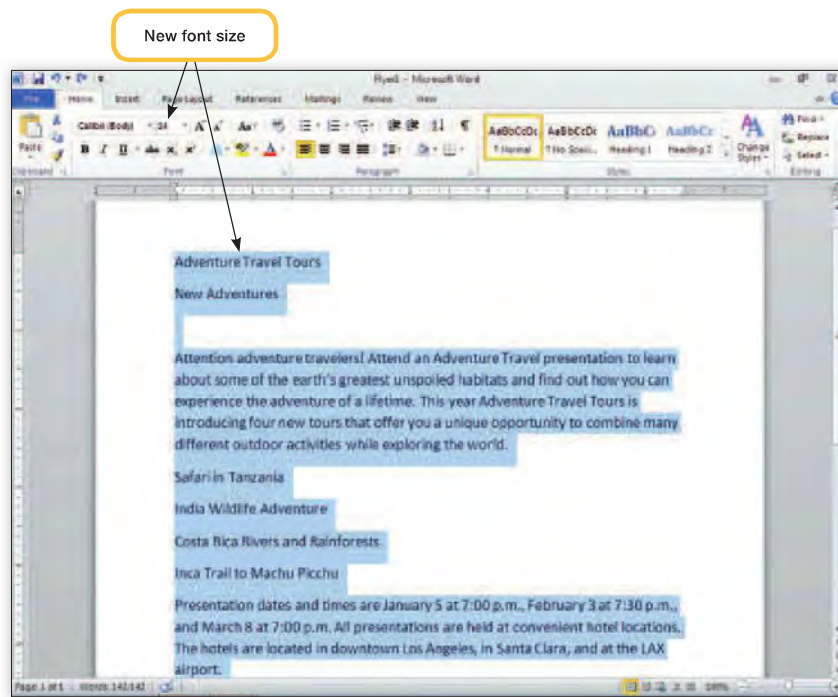 New font size
Flyer1 - Microsoft Word
File Home Insert Page Layout References Mailings Review View
Calibri (Body) 14 A A Aa
Paste
B I U abc x x A
AaBbCcDc AaBbCcDc AaBbC AaBbCc
¶ Normal ¶ No Spaci... Heading 1 Heading 2
Change Styles
Find
Replace
Select
Clipboard Font Paragraph Styles Editing
Adventure Travel Tours
New Adventures
Attention adventure travelers! Attend an Adventure Travel presentation to learn
about some of the earth's greatest unspoiled habitats and find out how you can
experience the adventure of a lifetime. This year Adventure Travel Tours is
introducing four new tours that offer you a unique opportunity to combine many
different outdoor activities while exploring the world.
Safari in Tanzania
India Wildlife Adventure
Costa Rica Rivers and Rainforests
Inca Trail to Machu Picchu
Presentation dates and times are January 5 at 7:00 p.m., February 3 at 7:30 p.m.,
and March 8 at 7:00 p.m. All presentations are held at convenient hotel locations.
The hotels are located in downtown Los Angeles, in Santa Clara, and at the LAX
airport.
Page 1 of 1 Words: 142/142